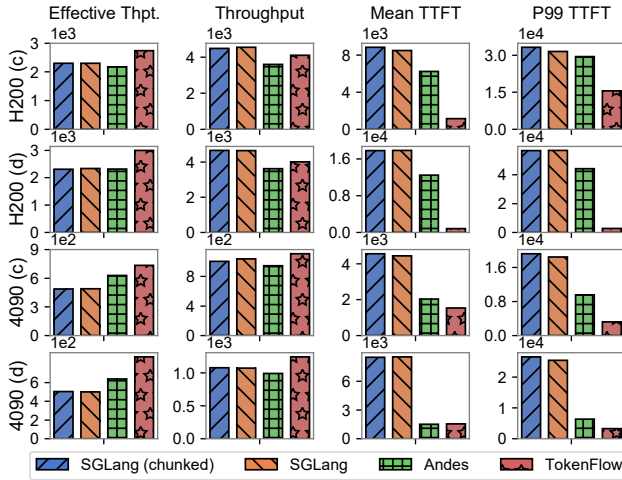 Effective Thpt. Throughput Mean TTFT P99 TTFT
H200 (c) 1e3 3 2 1 0 1e3 4 2 0 1e3 8 4 0 1e4 3.0 1.5 0.0
H200 (d) 1e3 3 2 1 0 1e3 4 2 0 1e4 1.6 0.8 0.0 1e4 4 2 0
4090 (c) 1e2 9 6 3 0 1e2 8 4 0 1e3 4 2 0 1e4 1.6 0.8 0.0
4090 (d) 1e2 6 4 2 0 1e3 1.0 0.5 0.0 1e3 6 3 0 1e4 2 1 0
SGLang (chunked) SGLang Andes TokenFlow